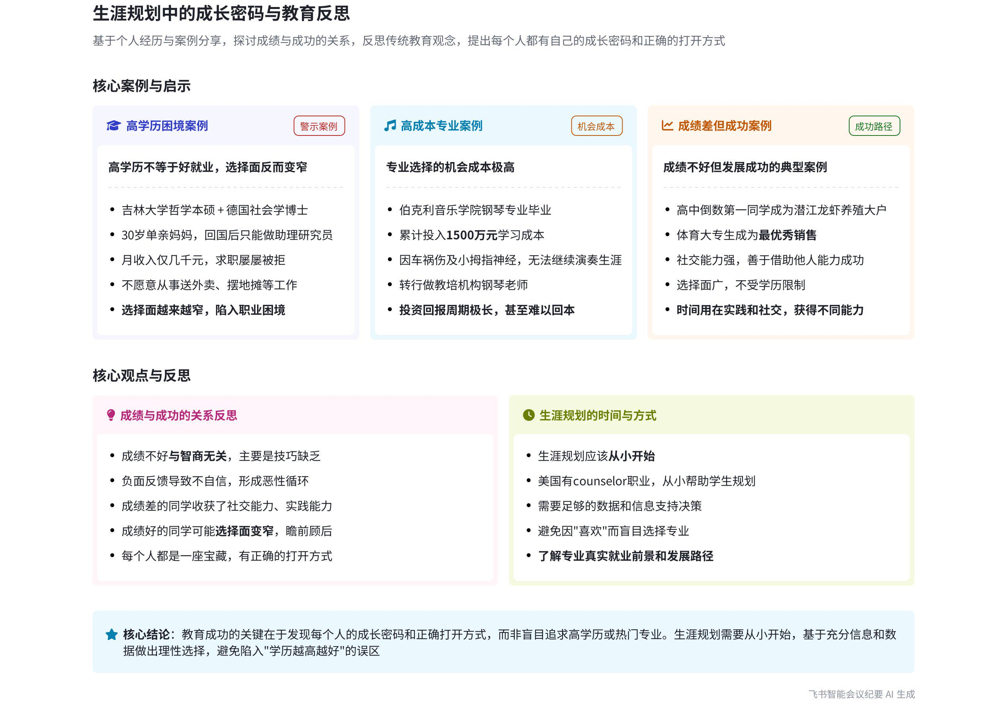 生涯规划中的成长密码与教育反思
基于个人经历与案例分享，探讨成绩与成功的关系，反思传统教育观念，提出每个人都有自己的成长密码和正确的打开方式
核心案例与启示
高学历困境案例
警示案例
高学历不等于好就业，选择面反而变窄
• 吉林大学哲学本硕 + 德国社会学博士
• 30岁单亲妈妈，回国后只能做助理研究员
• 月收入仅几千元，求职屡屡被拒
• 不愿意从事送外卖、摆地摊等工作
• 选择面越来越窄，陷入职业困境
高成本专业案例
机会成本
专业选择的机会成本极高
• 伯克利音乐学院钢琴专业毕业
• 累计投入1500万元学习成本
• 因车祸伤及小拇指神经，无法继续演奏生涯
• 转行做教培机构钢琴老师
• 投资回报周期极长，甚至难以回本
成绩差但成功案例
成功路径
成绩不好但发展成功的典型案例
• 高中倒数第一同学成为潜江龙虾养殖大户
• 体育大专生成为最优秀销售
• 社交能力强，善于借助他人能力成功
• 选择面广，不受学历限制
• 时间用在实践和社交，获得不同能力
核心观点与反思
成绩与成功的关系反思
• 成绩不好与智商无关，主要是技巧缺乏
• 负面反馈导致不自信，形成恶性循环
• 成绩差的同学收获了社交能力、实践能力
• 成绩好的同学可能选择面变窄，瞻前顾后
• 每个人都是一座宝藏，有正确的打开方式
生涯规划的时间与方式
• 生涯规划应该从小开始
• 美国有counselor职业，从小帮助学生规划
• 需要足够的数据和信息支持决策
• 避免因"喜欢"而盲目选择专业
• 了解专业真实就业前景和发展路径
核心结论：教育成功的关键在于发现每个人的成长密码和正确打开方式，而非盲目追求高学历或热门专业。生涯规划需要从小开始，基于充分信息和数
据做出理性选择，避免陷入"学历越高越好"的误区
飞书智能会议纪要 AI 生成